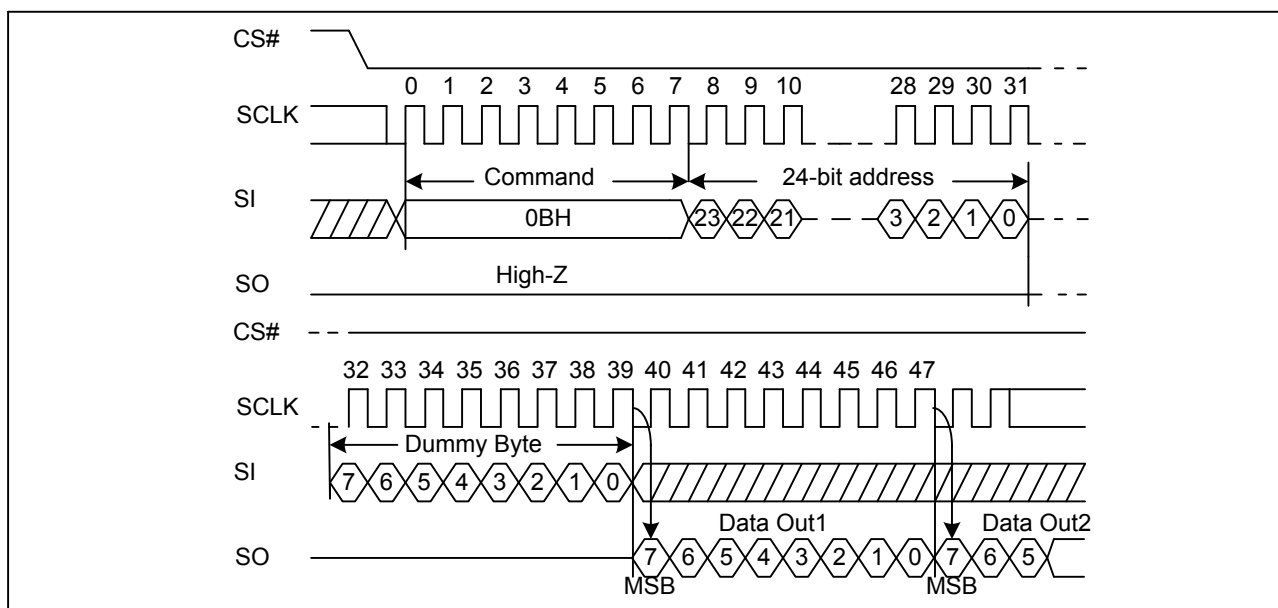 CS#
0 1 2 3 4 5 6 7 8 9 10 28 29 30 31
SCLK
Command 24-bit address
SI
0BH 23 22 21 3 2 1 0
High-Z
SO
CS#
32 33 34 35 36 37 38 39 40 41 42 43 44 45 46 47
SCLK
Dummy Byte
SI
7 6 5 4 3 2 1 0
Data Out1 Data Out2
SO
7 6 5 4 3 2 1 0 7 6 5
MSB MSB